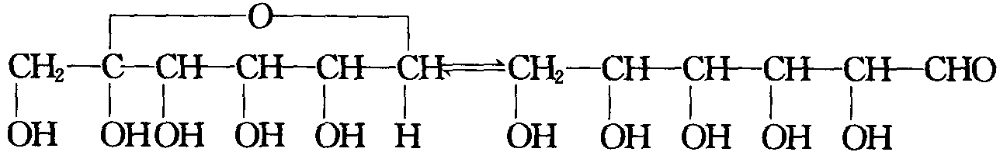 O
CH₂—C—CH—CH—CH—CH⇌CH₂—CH—CH—CH—CH—CHO
OH OH OH OH OH H OH OH OH OH OH